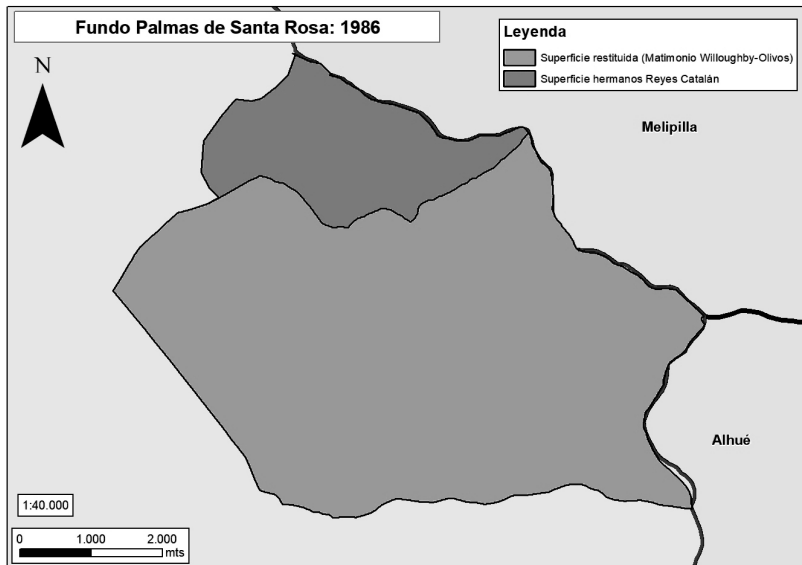 Fundo Palmas de Santa Rosa: 1986
Leyenda
Superficie restituida (Matimonio Willoughby-Olivos)
Superficie hermanos Reyes Catalán
N
Melipilla
Alhué
1:40.000
0 1.000 2.000
mts